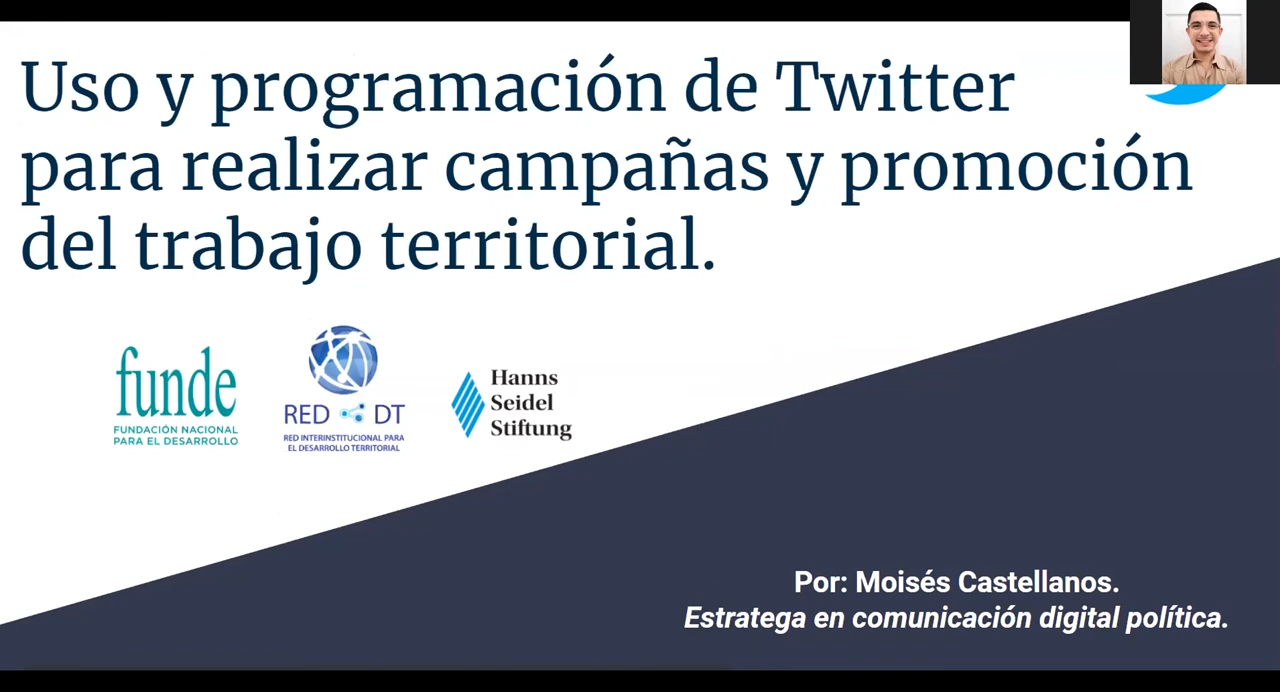 Uso y programación de Twitter
para realizar campañas y promoción
del trabajo territorial.
funde
FUNDACIÓN NACIONAL
PARA EL DESARROLLO
RED DT
RED INTERINSTITUCIONAL PARA
EL DESARROLLO TERRITORIAL
Hanns
Seidel
Stiftung
Por: Moisés Castellanos.
Estratega en comunicación digital política.